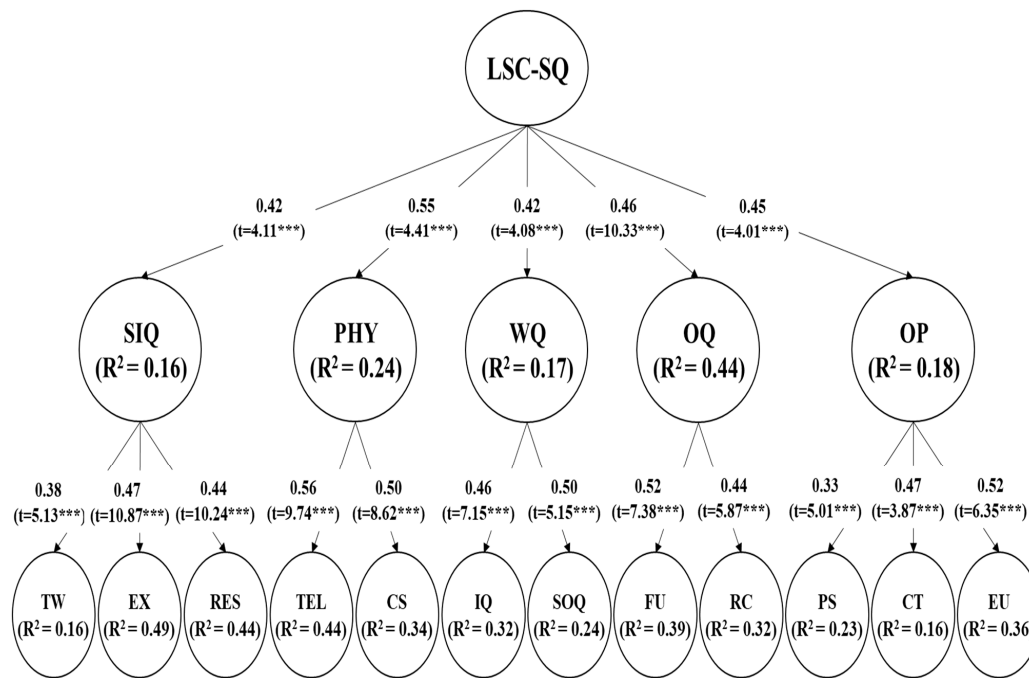 LSC-SQ
0.42 0.55 0.42 0.46 0.45
(t=4.11***) (t=4.41***) (t=4.08***) (t=10.33***) (t=4.01***)
SIQ PHY WQ OQ OP
(R² = 0.16) (R² = 0.24) (R² = 0.17) (R² = 0.44) (R² = 0.18)
0.38 0.47 0.44 0.56 0.50 0.46 0.50 0.52 0.44 0.33 0.47 0.52
(t=5.13***) (t=10.87***) (t=10.24***) (t=9.74***) (t=8.62***) (t=7.15***) (t=5.15***) (t=7.38***) (t=5.87***) (t=5.01***) (t=3.87***) (t=6.35***)
TW EX RES TEL CS IQ SOQ FU RC PS CT EU
(R² = 0.16) (R² = 0.49) (R² = 0.44) (R² = 0.44) (R² = 0.34) (R² = 0.32) (R² = 0.24) (R² = 0.39) (R² = 0.32) (R² = 0.23) (R² = 0.16) (R² = 0.36